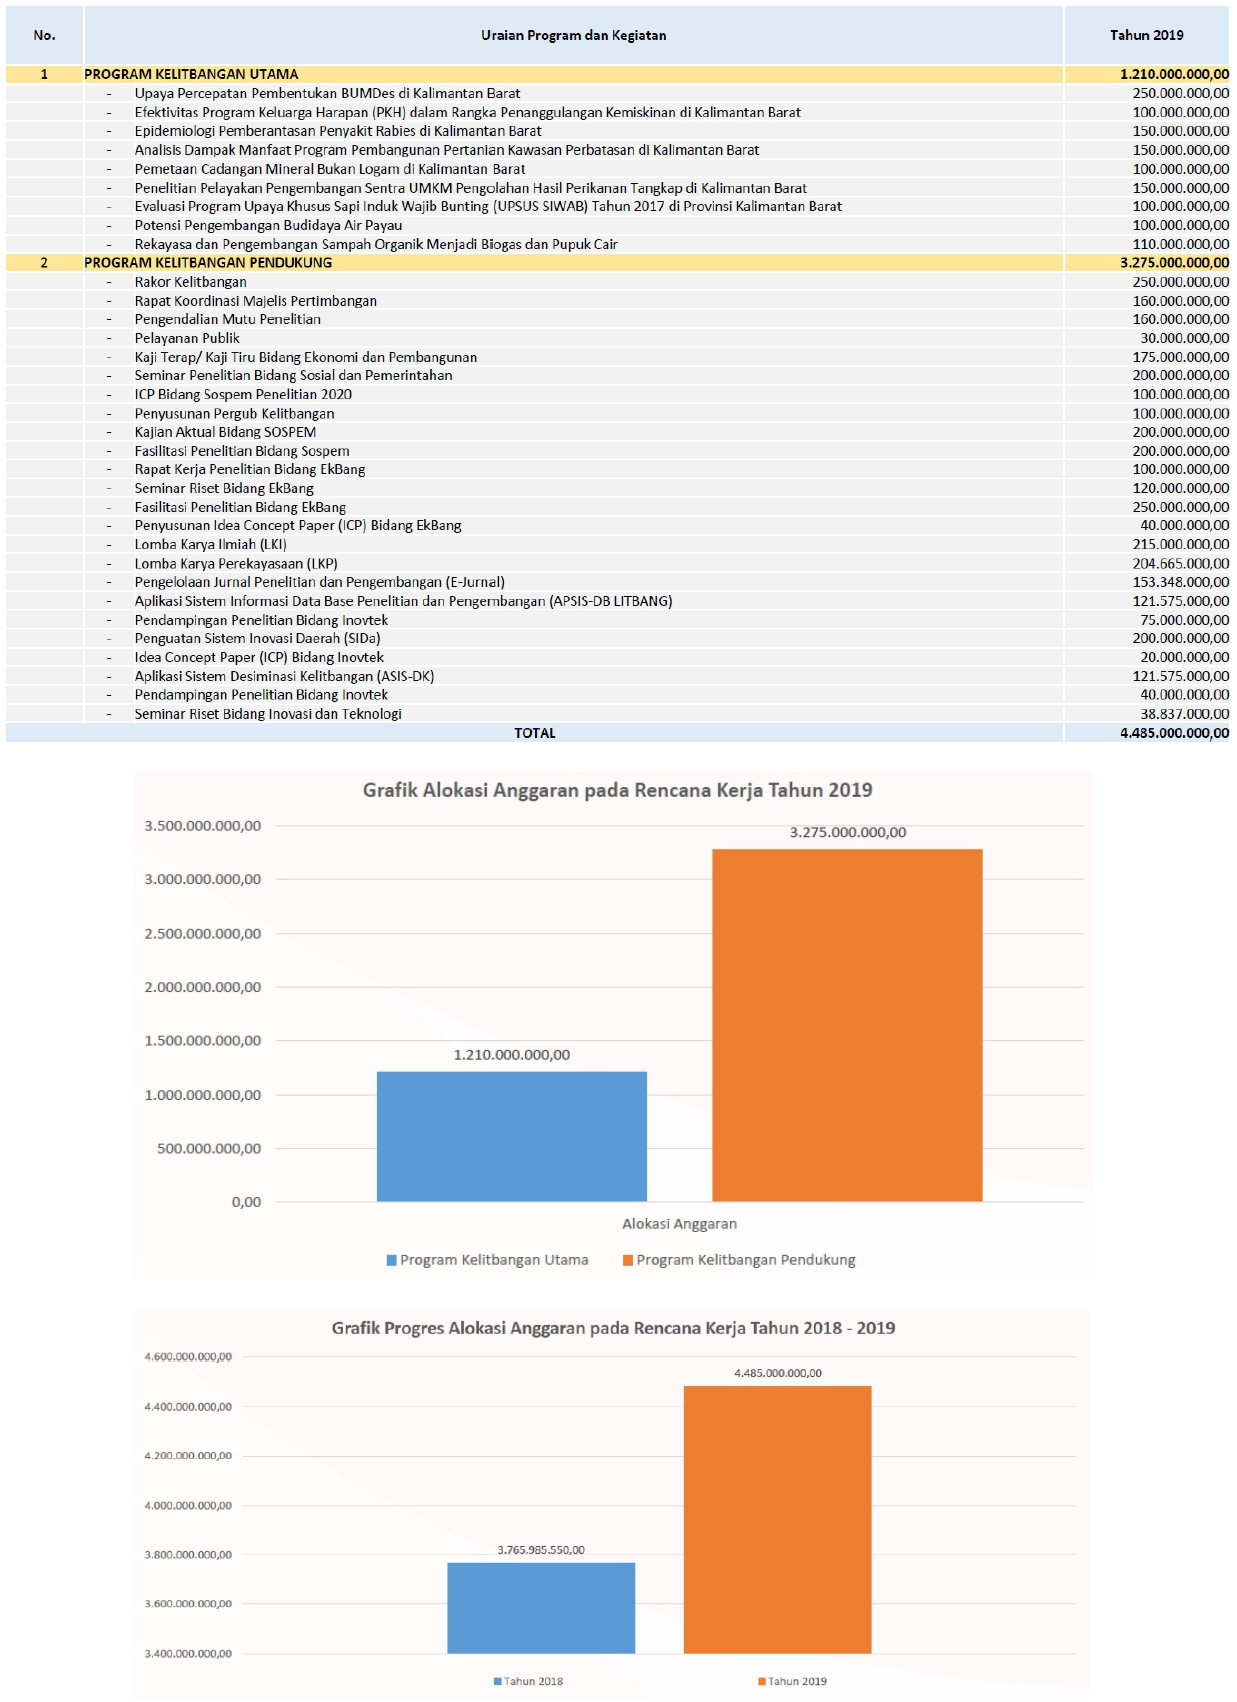 No. Uraian Program dan Kegiatan Tahun 2019
1 PROGRAM KELITBANGAN UTAMA 1.210.000.000,00
- Upaya Percepatan Pembentukan BUMDes di Kalimantan Barat 250.000.000,00
- Efektivitas Program Keluarga Harapan (PKH) dalam Rangka Penanggulangan Kemiskinan di Kalimantan Barat 100.000.000,00
- Epidemiologi Pemberantasan Penyakit Rabies di Kalimantan Barat 150.000.000,00
- Analisis Dampak Manfaat Program Pembangunan Pertanian Kawasan Perbatasan di Kalimantan Barat 150.000.000,00
- Pemetaan Cadangan Mineral Bukan Logam di Kalimantan Barat 100.000.000,00
- Penelitian Pelayakan Pengembangan Sentra UMKM Pengolahan Hasil Perikanan Tangkap di Kalimantan Barat 150.000.000,00
- Evaluasi Program Upaya Khusus Sapi Induk Wajib Bunting (UPSUS SIWAB) Tahun 2017 di Provinsi Kalimantan Barat 100.000.000,00
- Potensi Pengembangan Budidaya Air Payau 100.000.000,00
- Rekayasa dan Pengembangan Sampah Organik Menjadi Biogas dan Pupuk Cair 110.000.000,00
2 PROGRAM KELITBANGAN PENDUKUNG 3.275.000.000,00
- Rakor Kelitbangan 250.000.000,00
- Rapat Koordinasi Majelis Pertimbangan 160.000.000,00
- Pengendalian Mutu Penelitian 160.000.000,00
- Pelayanan Publik 30.000.000,00
- Kaji Terap/ Kaji Tiru Bidang Ekonomi dan Pembangunan 175.000.000,00
- Seminar Penelitian Bidang Sosial dan Pemerintahan 200.000.000,00
- ICP Bidang Sospem Penelitian 2020 100.000.000,00
- Penyusunan Pergub Kelitbangan 100.000.000,00
- Kajian Aktual Bidang SOSPEM 200.000.000,00
- Fasilitasi Penelitian Bidang Sospem 200.000.000,00
- Rapat Kerja Penelitian Bidang EkBang 100.000.000,00
- Seminar Riset Bidang EkBang 120.000.000,00
- Fasilitasi Penelitian Bidang EkBang 250.000.000,00
- Penyusunan Idea Concept Paper (ICP) Bidang EkBang 40.000.000,00
- Lomba Karya Ilmiah (LKI) 215.000.000,00
- Lomba Karya Perekayasaan (LKP) 204.665.000,00
- Pengelolaan Jurnal Penelitian dan Pengembangan (E-Jurnal) 153.348.000,00
- Aplikasi Sistem Informasi Data Base Penelitian dan Pengembangan (APSIS-DB LITBANG) 121.575.000,00
- Pendampingan Penelitian Bidang Inovtek 75.000.000,00
- Penguatan Sistem Inovasi Daerah (SIDa) 200.000.000,00
- Idea Concept Paper (ICP) Bidang Inovtek 20.000.000,00
- Aplikasi Sistem Desiminasi Kelitbangan (ASIS-DK) 121.575.000,00
- Pendampingan Penelitian Bidang Inovtek 40.000.000,00
- Seminar Riset Bidang Inovasi dan Teknologi 38.837.000,00
TOTAL 4.485.000.000,00
Grafik Alokasi Anggaran pada Rencana Kerja Tahun 2019
3.500.000.000,00
3.275.000.000,00
3.000.000.000,00
2.500.000.000,00
2.000.000.000,00
1.500.000.000,00
1.210.000.000,00
1.000.000.000,00
500.000.000,00
0,00
Alokasi Anggaran
Program Kelitbangan Utama Program Kelitbangan Pendukung
Grafik Progres Alokasi Anggaran pada Rencana Kerja Tahun 2018 - 2019
4.600.000.000,00
4.485.000.000,00
4.400.000.000,00
4.200.000.000,00
4.000.000.000,00
3.765.985.550,00
3.800.000.000,00
3.600.000.000,00
3.400.000.000,00
Tahun 2018 Tahun 2019